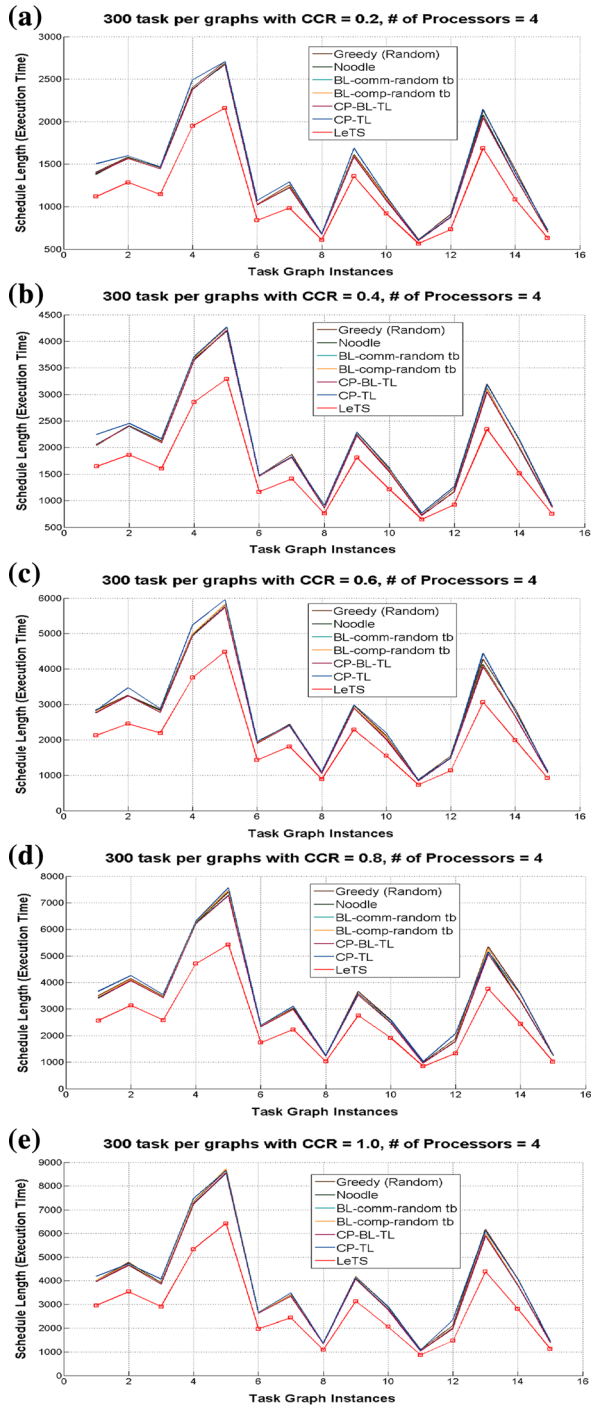 (a)
300 task per graphs with CCR = 0.2, # of Processors = 4
Schedule Length (Execution Time)
3000
2500
2000
1500
1000
500
Greedy (Random)
Noodle
BL-comm-random tb
BL-comp-random tb
CP-BL-TL
CP-TL
LeTS
0 2 4 6 8 10 12 14 16
Task Graph Instances
(b)
300 task per graphs with CCR = 0.4, # of Processors = 4
Schedule Length (Execution Time)
4500
4000
3500
3000
2500
2000
1500
1000
500
Greedy (Random)
Noodle
BL-comm-random tb
BL-comp-random tb
CP-BL-TL
CP-TL
LeTS
0 2 4 6 8 10 12 14 16
Task Graph Instances
(c)
300 task per graphs with CCR = 0.6, # of Processors = 4
Schedule Length (Execution Time)
6000
5000
4000
3000
2000
1000
0
Greedy (Random)
Noodle
BL-comm-random tb
BL-comp-random tb
CP-BL-TL
CP-TL
LeTS
0 2 4 6 8 10 12 14 16
Task Graph Instances
(d)
300 task per graphs with CCR = 0.8, # of Processors = 4
Schedule Length (Execution Time)
8000
7000
6000
5000
4000
3000
2000
1000
0
Greedy (Random)
Noodle
BL-comm-random tb
BL-comp-random tb
CP-BL-TL
CP-TL
LeTS
0 2 4 6 8 10 12 14 16
Task Graph Instances
(e)
300 task per graphs with CCR = 1.0, # of Processors = 4
Schedule Length (Execution Time)
9000
8000
7000
6000
5000
4000
3000
2000
1000
0
Greedy (Random)
Noodle
BL-comm-random tb
BL-comp-random tb
CP-BL-TL
CP-TL
LeTS
0 2 4 6 8 10 12 14 16
Task Graph Instances